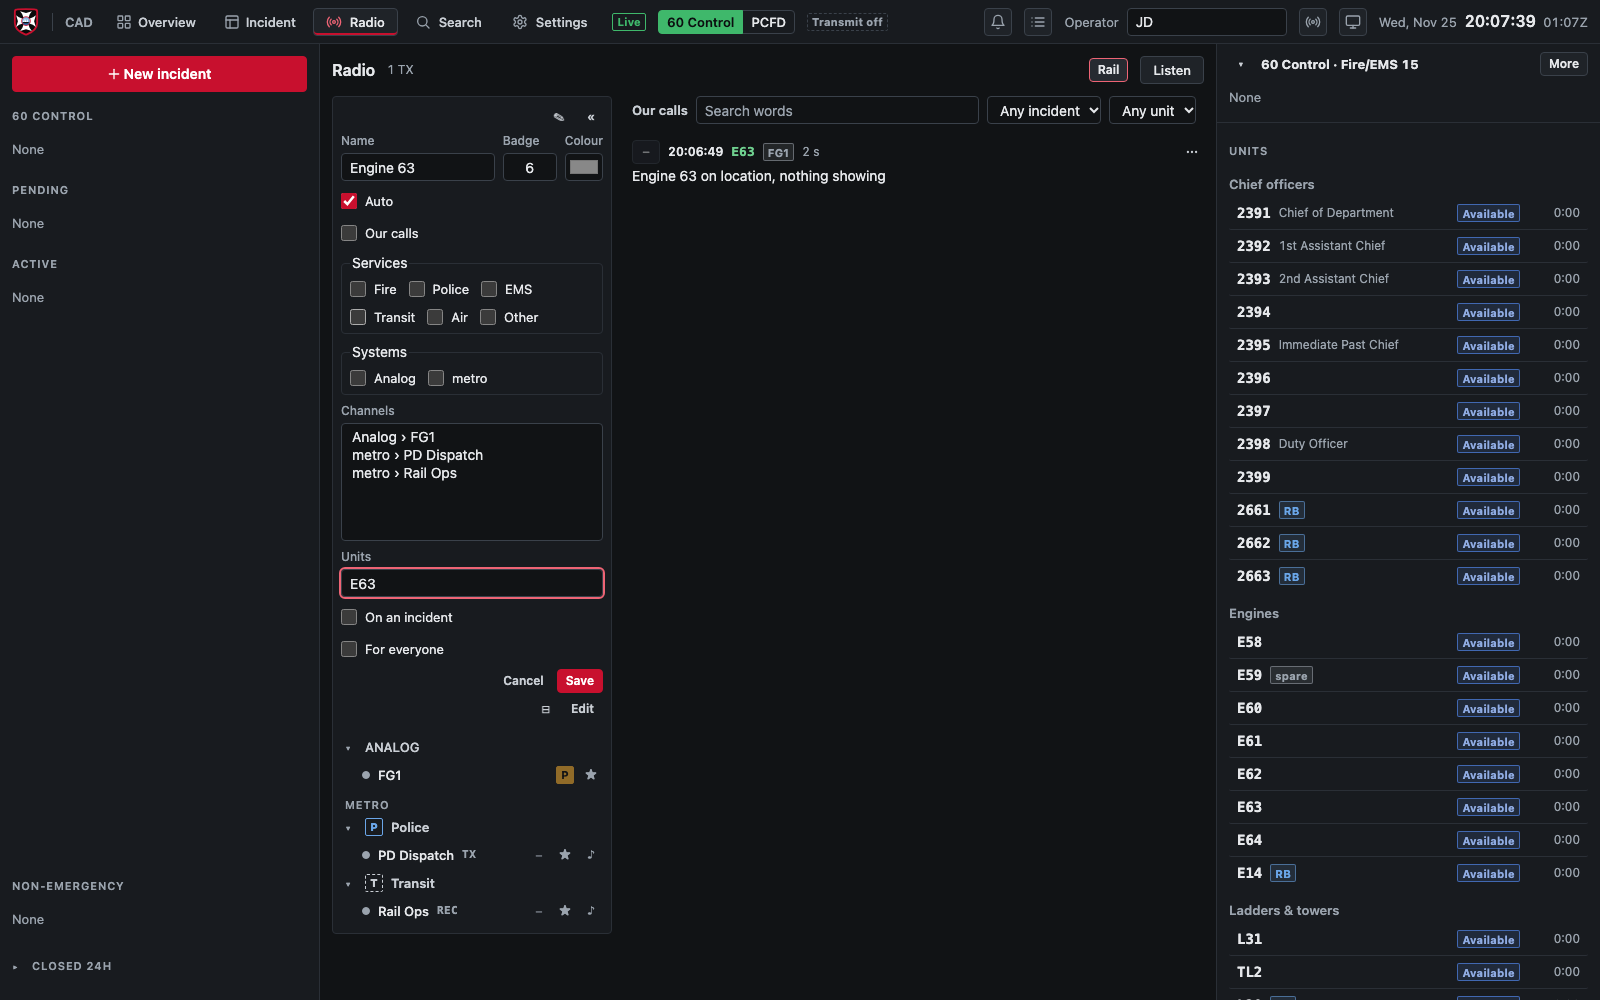 CAD Overview Incident Radio Search Settings Live 60 Control PCFD Transmit off Operator JD Wed, Nov 25 20:07:39 01:07Z
+ New incident
60 CONTROL
None
PENDING
None
ACTIVE
None
NON-EMERGENCY
None
CLOSED 24H
Radio 1 TX Rail Listen
Name Badge Colour
Engine 63 6
Auto
Our calls
Services
Fire Police EMS
Transit Air Other
Systems
Analog metro
Channels
Analog › FG1
metro › PD Dispatch
metro › Rail Ops
Units
E63
On an incident
For everyone
Cancel Save
Edit
ANALOG
FG1 P
METRO
P Police
PD Dispatch TX –
T Transit
Rail Ops REC –
Our calls Search words Any incident Any unit
– 20:06:49 E63 FG1 2 s ...
Engine 63 on location, nothing showing
60 Control · Fire/EMS 15 More
None
UNITS
Chief officers
2391 Chief of Department Available 0:00
2392 1st Assistant Chief Available 0:00
2393 2nd Assistant Chief Available 0:00
2394 Available 0:00
2395 Immediate Past Chief Available 0:00
2396 Available 0:00
2397 Available 0:00
2398 Duty Officer Available 0:00
2399 Available 0:00
2661 RB Available 0:00
2662 RB Available 0:00
2663 RB Available 0:00
Engines
E58 Available 0:00
E59 spare Available 0:00
E60 Available 0:00
E61 Available 0:00
E62 Available 0:00
E63 Available 0:00
E64 Available 0:00
E14 RB Available 0:00
Ladders & towers
L31 Available 0:00
TL2 Available 0:00